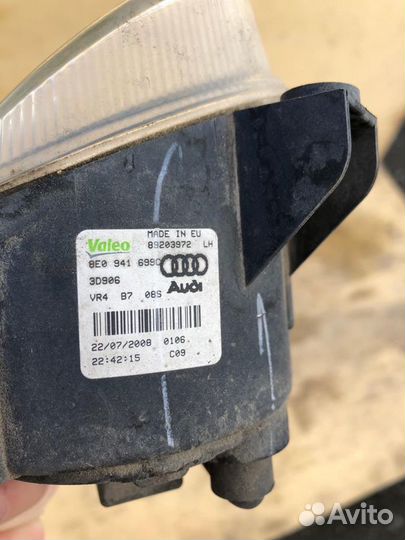 MADE IN EU
Valeo 89203972 LH
8E0 941 699C
3D906 Audi
VR4 B7 08S
22/07/2008 0106
22:42:15 C09
Avito